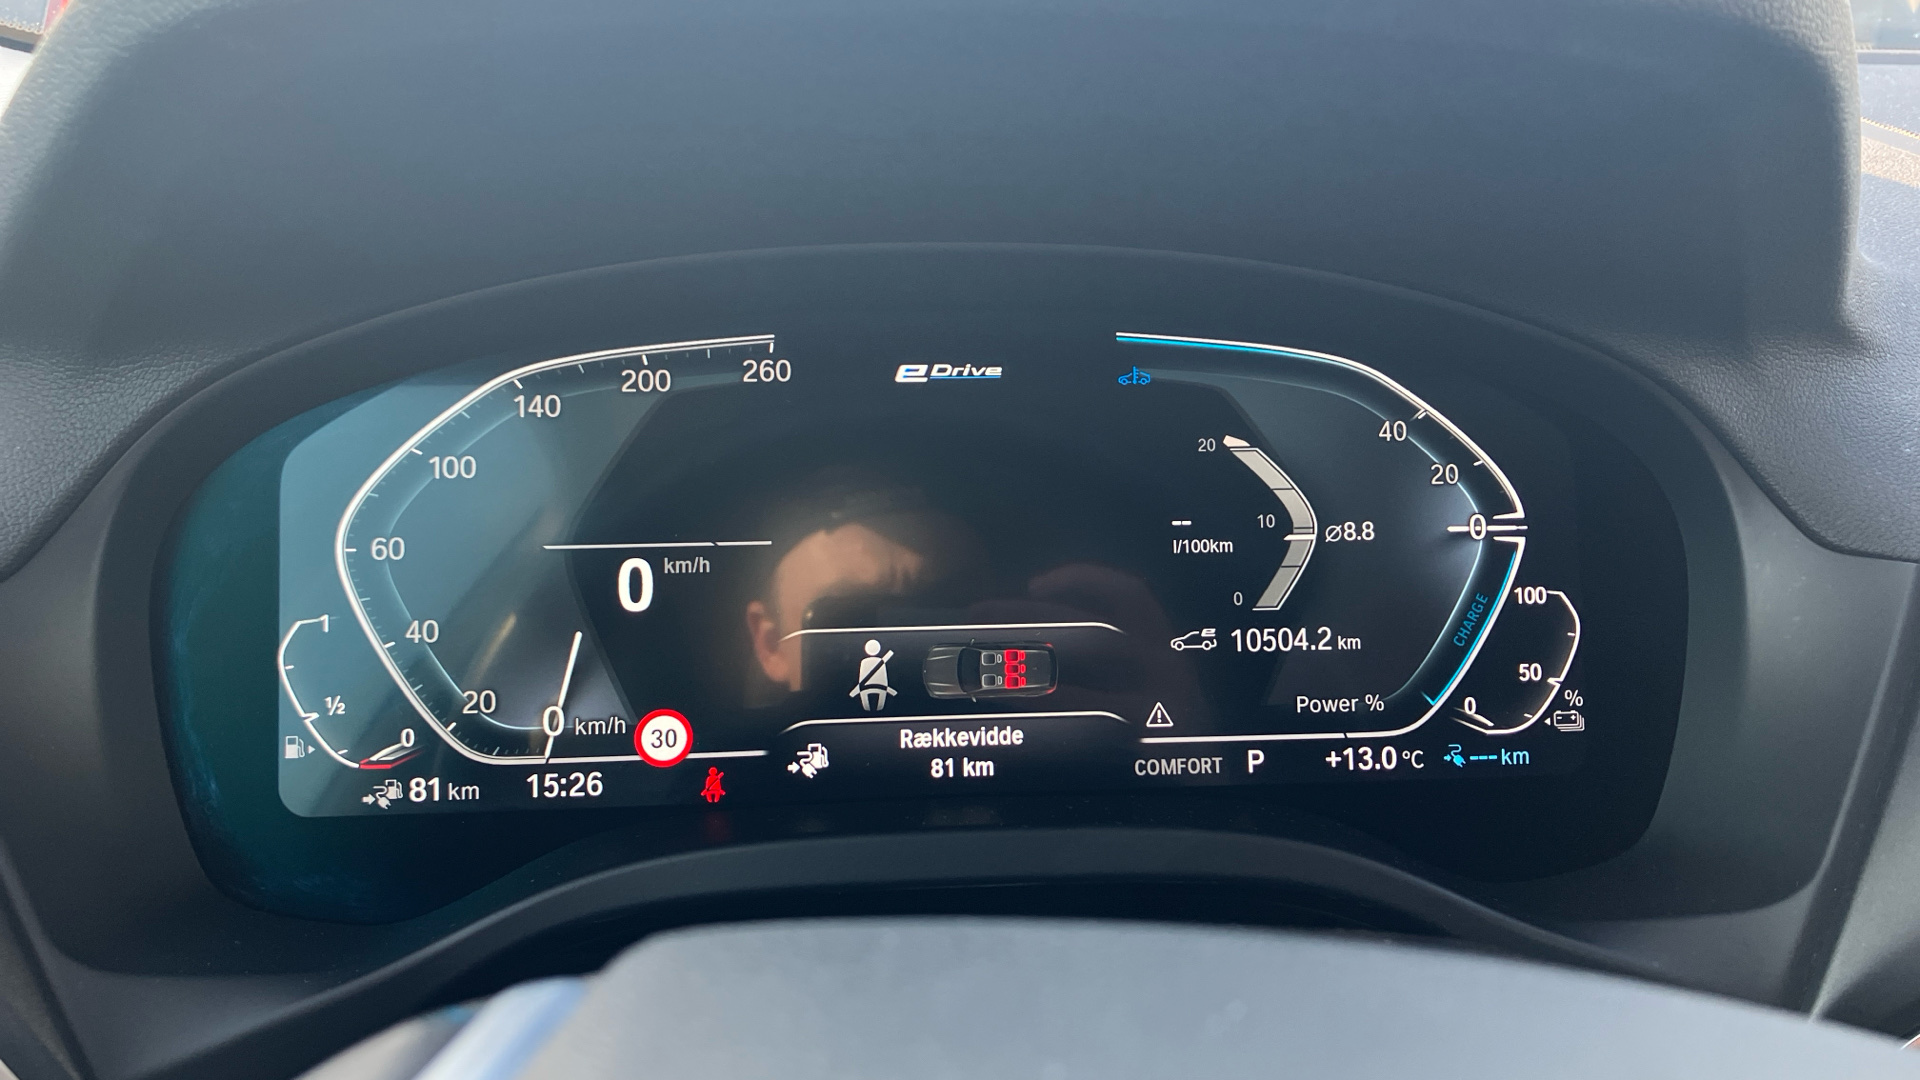 260
200
140
100
60
40
20
0 km/h
0 km/h
30
1
½
0
81 km
15:26
eDrive
Rækkevidde
81 km
20
10
0
--
l/100km
⌀8.8
10504.2 km
40
20
0
CHARGE
Power %
100
50
0
%
COMFORT P
+13.0 °C
--- km